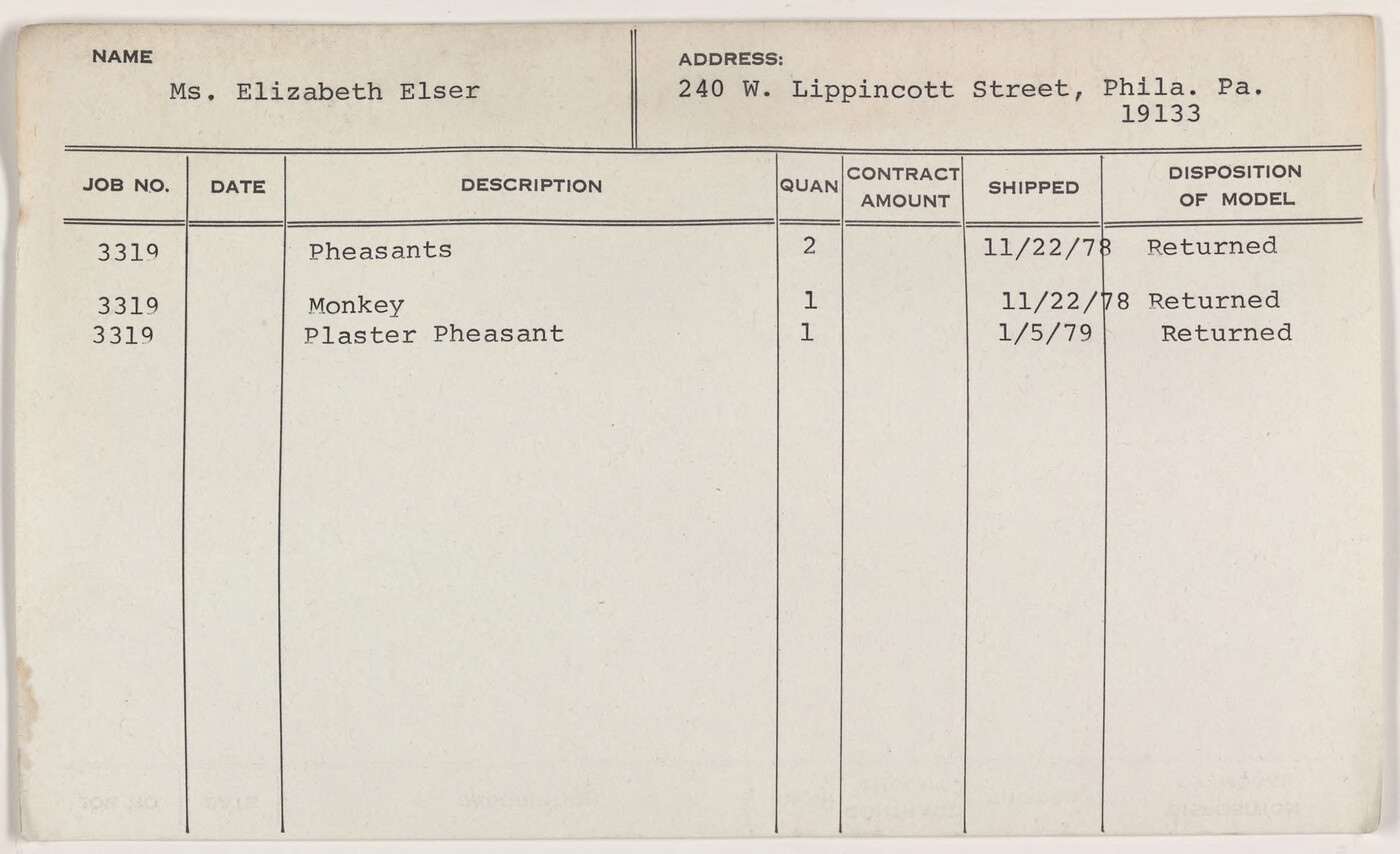 NAME
Ms. Elizabeth Elser
ADDRESS:
240 W. Lippincott Street, Phila. Pa.
19133
JOB NO. DATE DESCRIPTION QUAN CONTRACT AMOUNT SHIPPED DISPOSITION OF MODEL
3319 Pheasants 2 11/22/78 Returned
3319 Monkey 1 11/22/78 Returned
3319 Plaster Pheasant 1 1/5/79 Returned